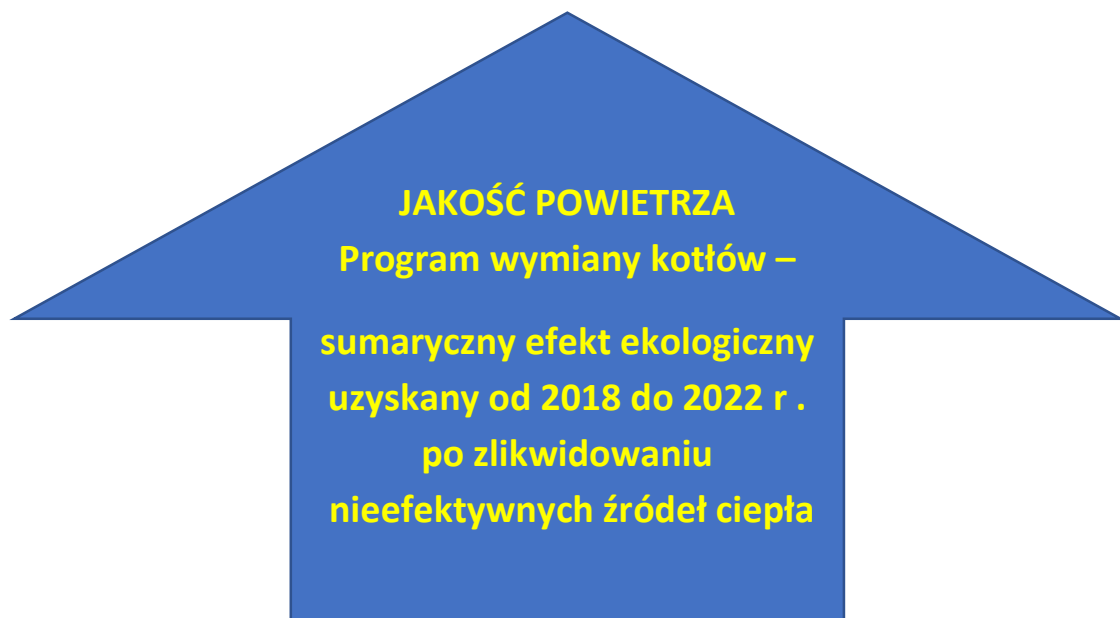 JAKOŚĆ POWIETRZA
Program wymiany kotłów –
sumaryczny efekt ekologiczny
uzyskany od 2018 do 2022 r .
po zlikwidowaniu
nieefektywnych źródeł ciepła